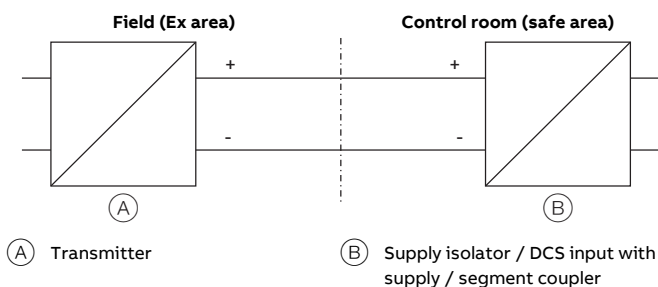 Field (Ex area) Control room (safe area)
+ +
- -
A B
A Transmitter B Supply isolator / DCS input with
supply / segment coupler